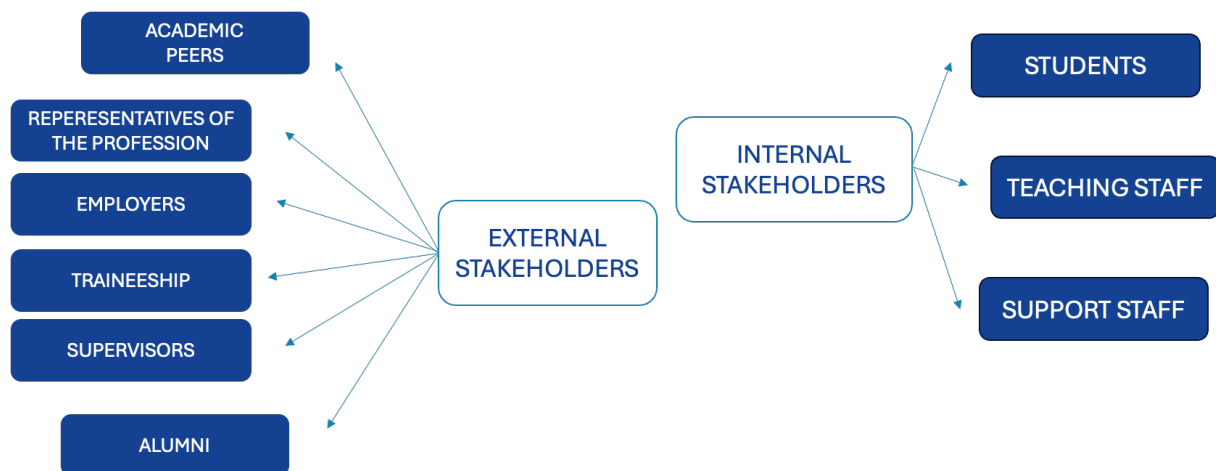 ACADEMIC
PEERS
REPERESENTATIVES OF
THE PROFESSION
EMPLOYERS
TRAINEESHIP
SUPERVISORS
ALUMNI
EXTERNAL
STAKEHOLDERS
INTERNAL
STAKEHOLDERS
STUDENTS
TEACHING STAFF
SUPPORT STAFF